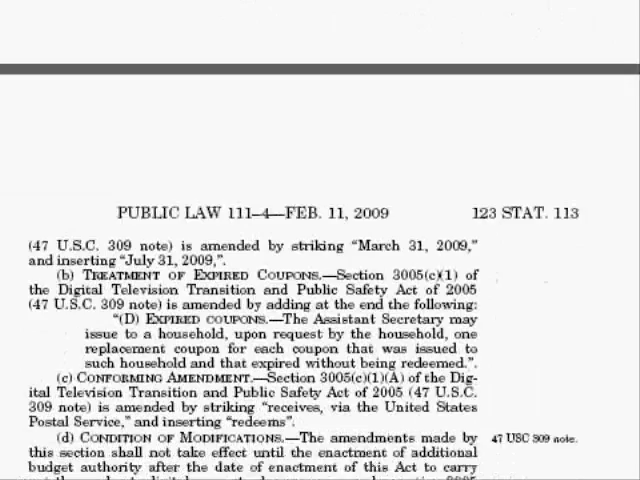 PUBLIC LAW 111–4—FEB. 11, 2009 123 STAT. 113
(47 U.S.C. 309 note) is amended by striking “March 31, 2009,”
and inserting “July 31, 2009,”.
(b) TREATMENT OF EXPIRED COUPONS.—Section 3005(c)(1) of
the Digital Television Transition and Public Safety Act of 2005
(47 U.S.C. 309 note) is amended by adding at the end the following:
“(D) EXPIRED COUPONS.—The Assistant Secretary may
issue to a household, upon request by the household, one
replacement coupon for each coupon that was issued to
such household and that expired without being redeemed.”.
(c) CONFORMING AMENDMENT.—Section 3005(c)(1)(A) of the Dig-
ital Television Transition and Public Safety Act of 2005 (47 U.S.C.
309 note) is amended by striking “receives, via the United States
Postal Service,” and inserting “redeems”.
(d) CONDITION OF MODIFICATIONS.—The amendments made by 47 USC 309 note.
this section shall not take effect until the enactment of additional
budget authority after the date of enactment of this Act to carry